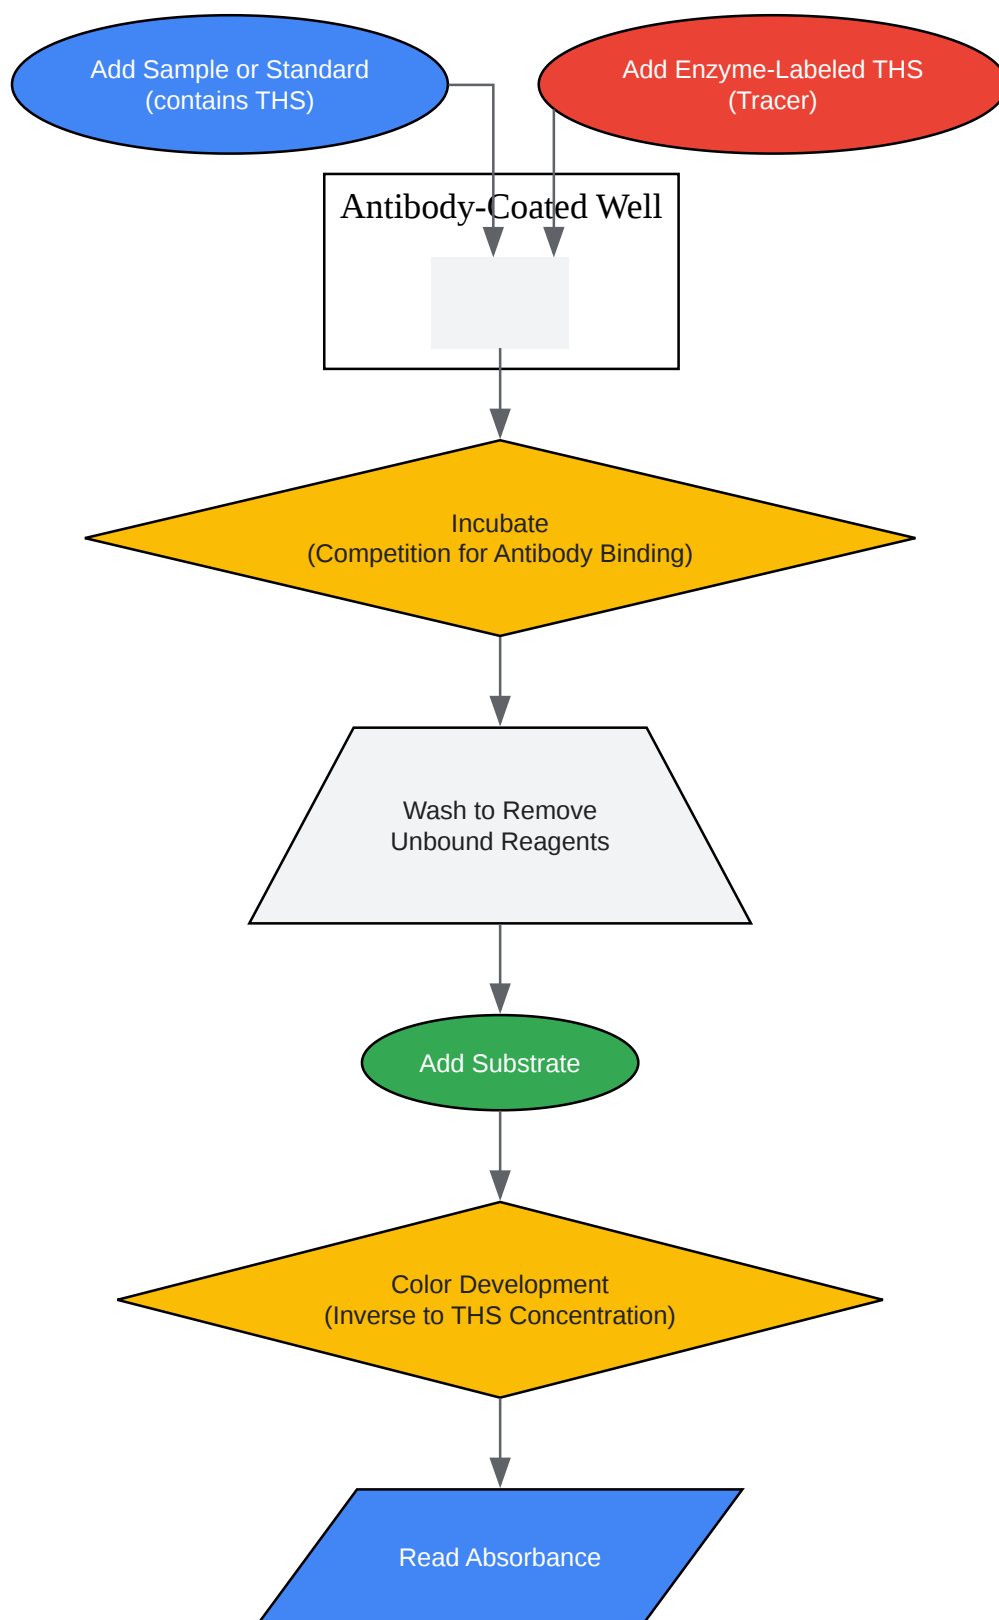 Add Sample or Standard
(contains THS)
Add Enzyme-Labeled THS
(Tracer)
Antibody-Coated Well
Incubate
(Competition for Antibody Binding)
Wash to Remove
Unbound Reagents
Add Substrate
Color Development
(Inverse to THS Concentration)
Read Absorbance